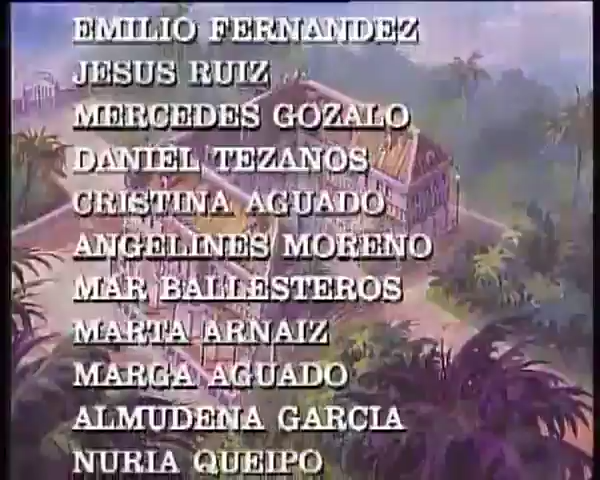 EMILIO FERNANDEZ
JESUS RUIZ
MERCEDES GOZALO
DANIEL TEZANOS
CRISTINA AGUADO
ANGELINES MORENO
MAR BALLESTEROS
MARTA ARNAIZ
MARGA AGUADO
ALMUDENA GARCIA
NURIA QUEIPO